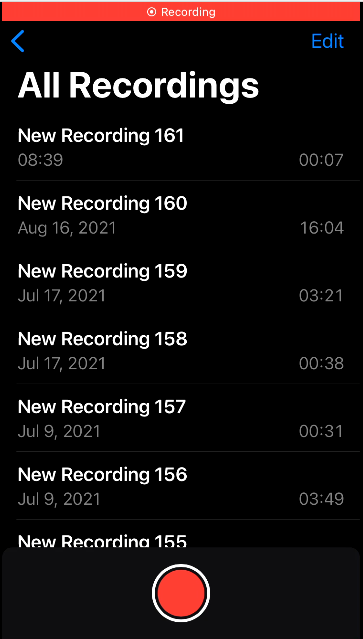 Recording
Edit
All Recordings
New Recording 161
08:39 00:07
New Recording 160
Aug 16, 2021 16:04
New Recording 159
Jul 17, 2021 03:21
New Recording 158
Jul 17, 2021 00:38
New Recording 157
Jul 9, 2021 00:31
New Recording 156
Jul 9, 2021 03:49
New Recording 155